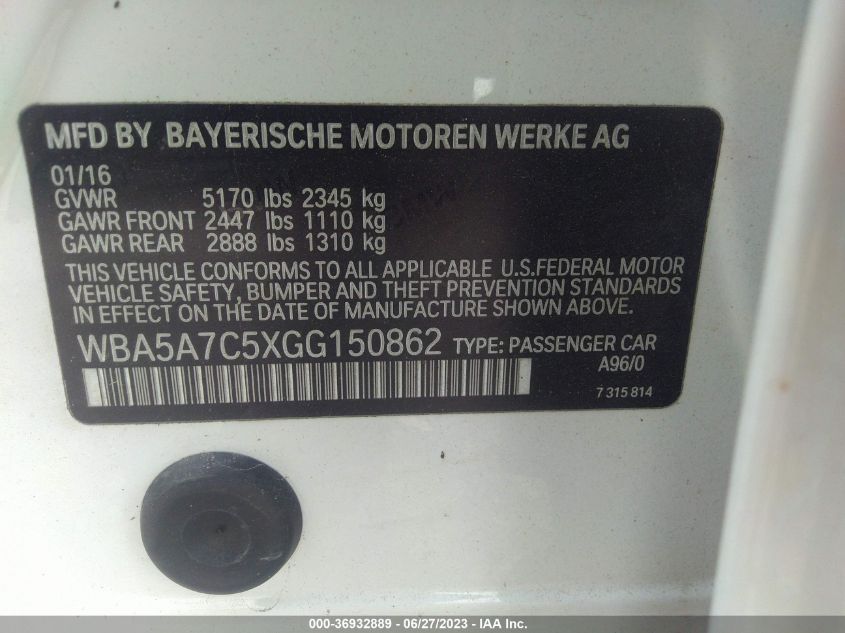 MFD BY BAYERISCHE MOTOREN WERKE AG
01/16
GVWR 5170 lbs 2345 kg
GAWR FRONT 2447 lbs 1110 kg
GAWR REAR 2888 lbs 1310 kg
THIS VEHICLE CONFORMS TO ALL APPLICABLE U.S.FEDERAL MOTOR
VEHICLE SAFETY, BUMPER AND THEFT PREVENTION STANDARDS
IN EFFECT ON THE DATE OF MANUFACTURE SHOWN ABOVE.
WBA5A7C5XGG150862 TYPE: PASSENGER CAR
A96/0
7 315 814
000-36932889 - 06/27/2023 - IAA Inc.